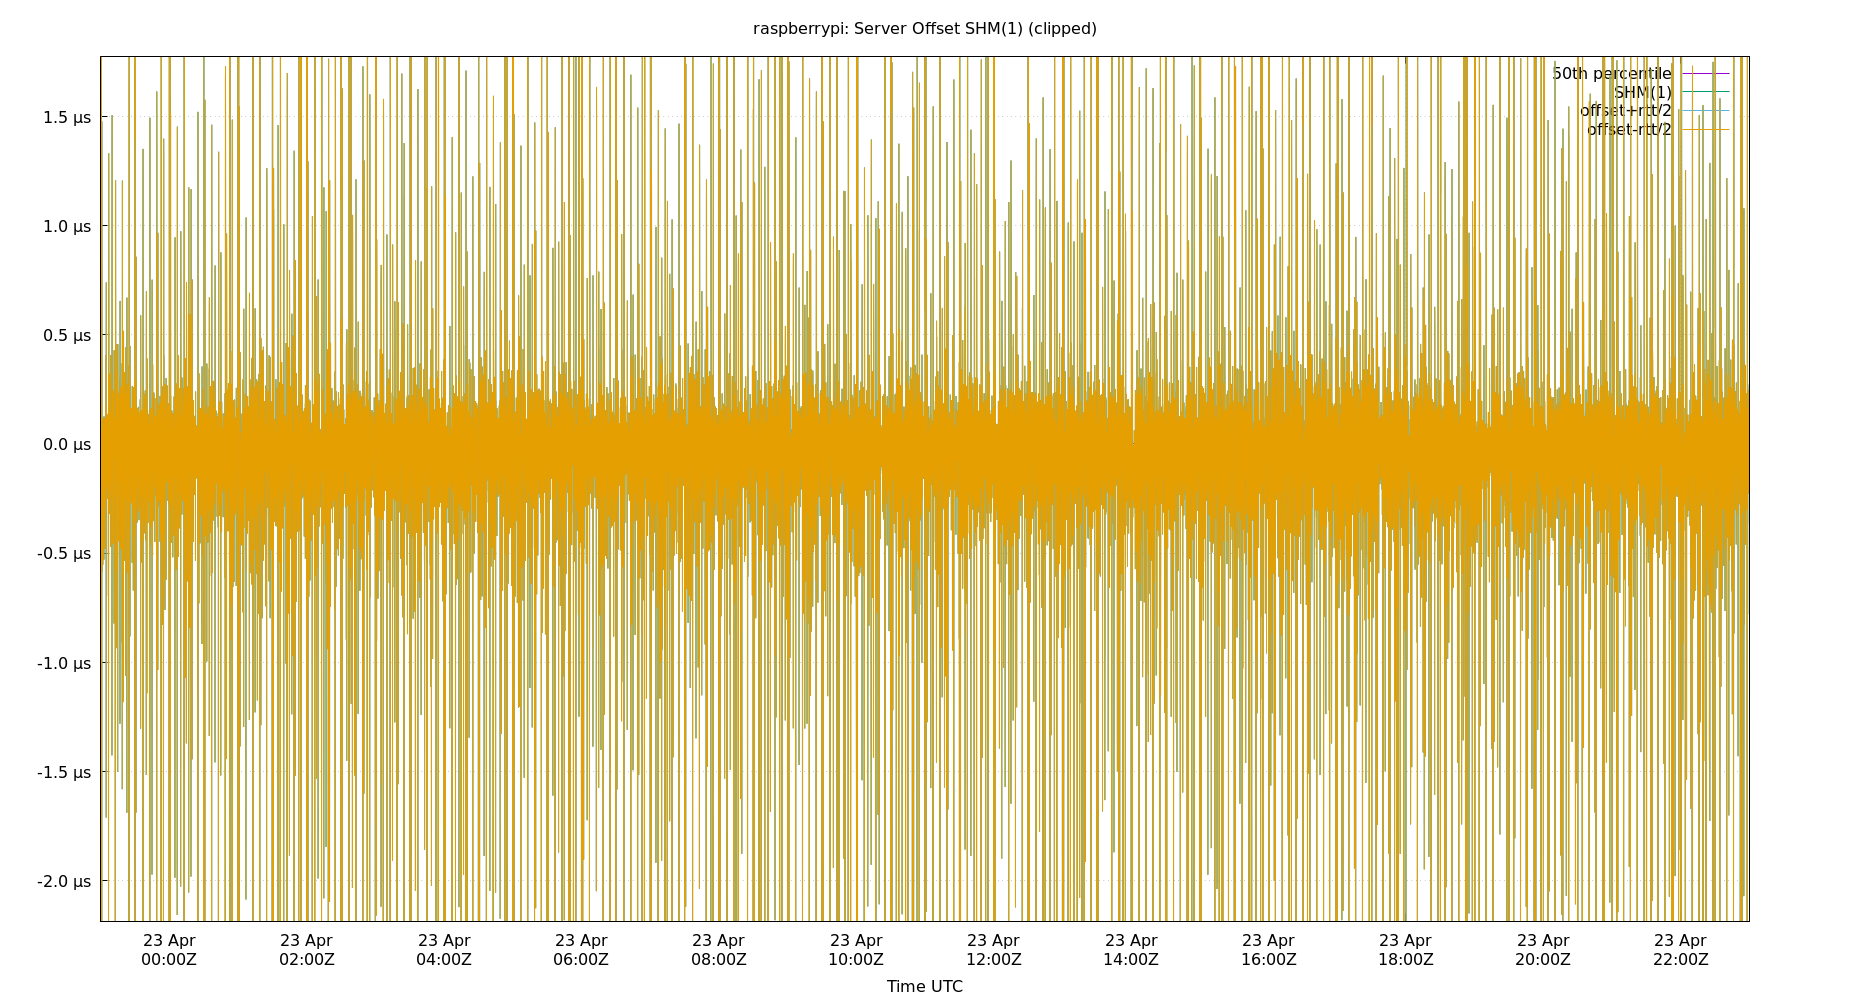 raspberrypi: Server Offset SHM(1) (clipped)
50th percentile
SHM(1)
offset+rtt/2
offset-rtt/2
1.5 µs
1.0 µs
0.5 µs
0.0 µs
-0.5 µs
-1.0 µs
-1.5 µs
-2.0 µs
23 Apr 23 Apr 23 Apr 23 Apr 23 Apr 23 Apr 23 Apr 23 Apr 23 Apr 23 Apr 23 Apr 23 Apr
00:00Z 02:00Z 04:00Z 06:00Z 08:00Z 10:00Z 12:00Z 14:00Z 16:00Z 18:00Z 20:00Z 22:00Z
Time UTC